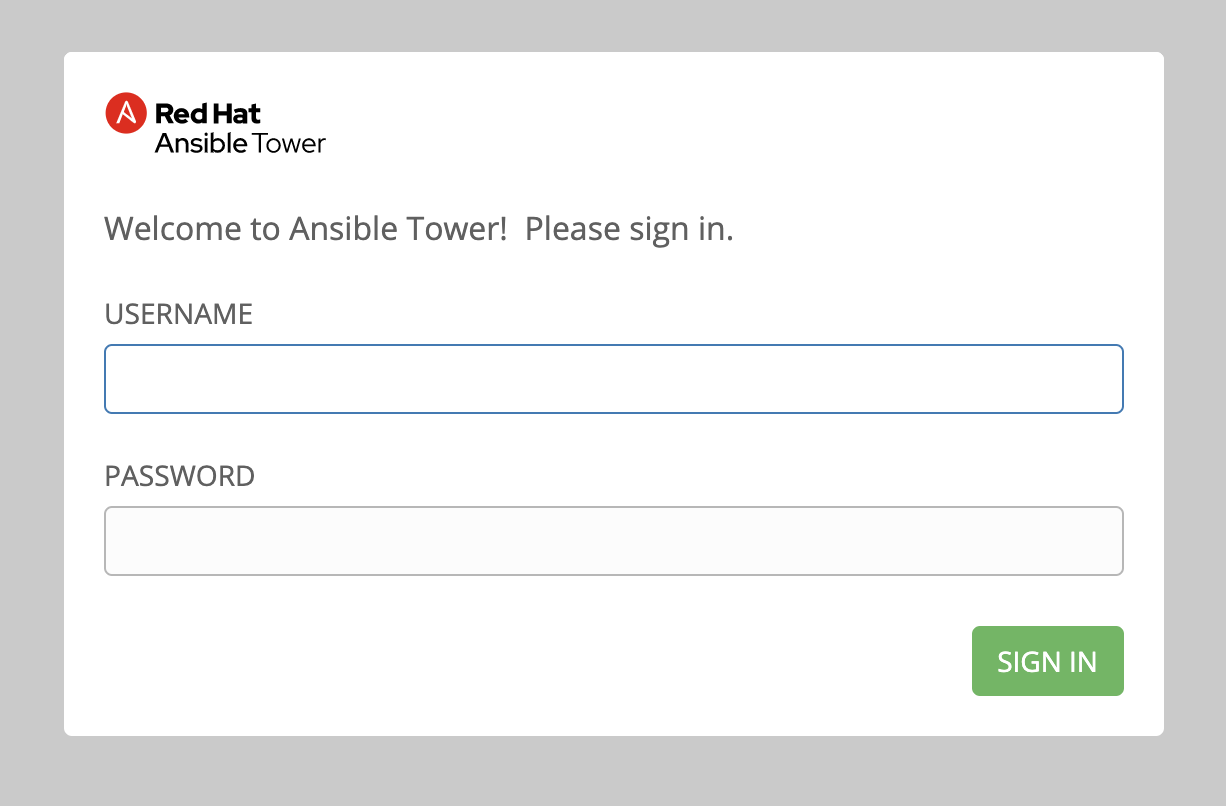 Red Hat
Ansible Tower
Welcome to Ansible Tower!  Please sign in.
USERNAME
PASSWORD
SIGN IN